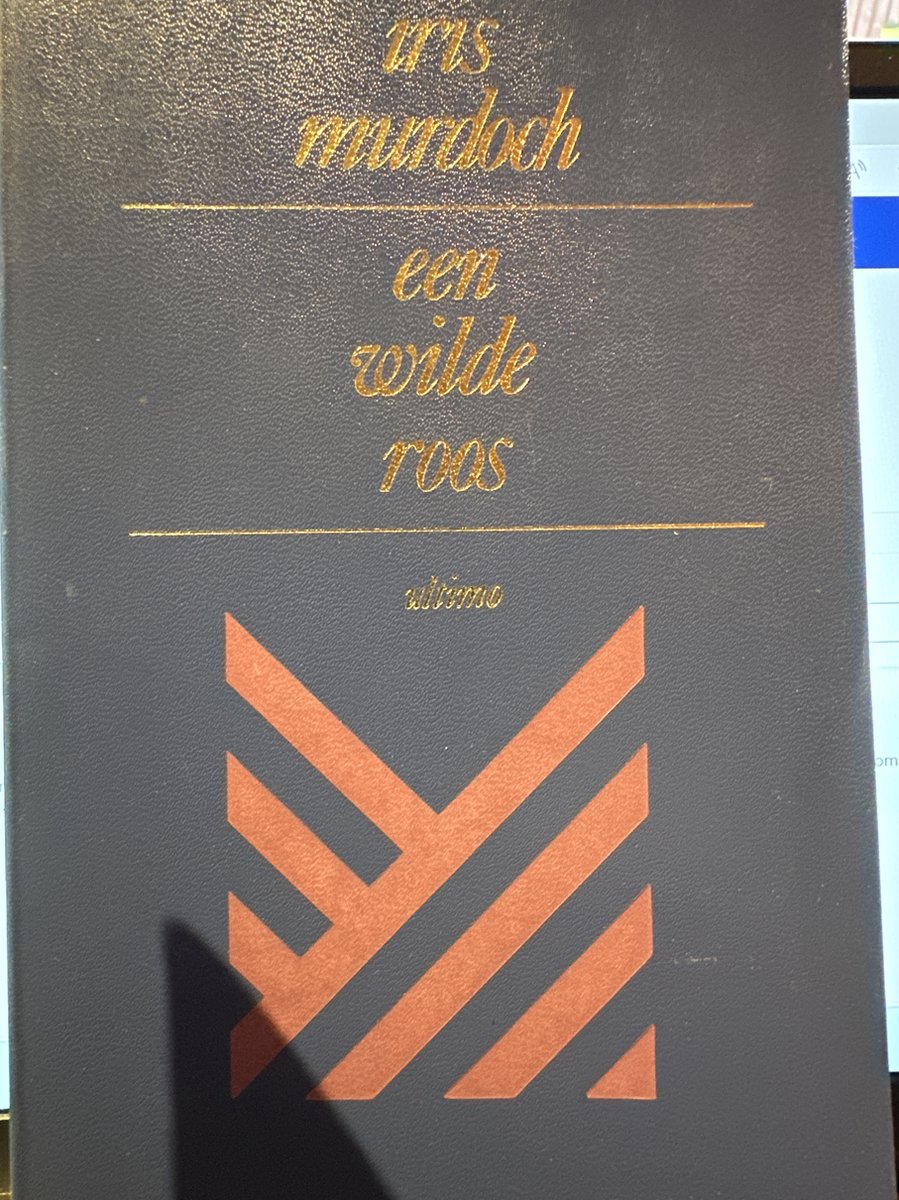 iris
murdoch
een
wilde
roos
ultimo